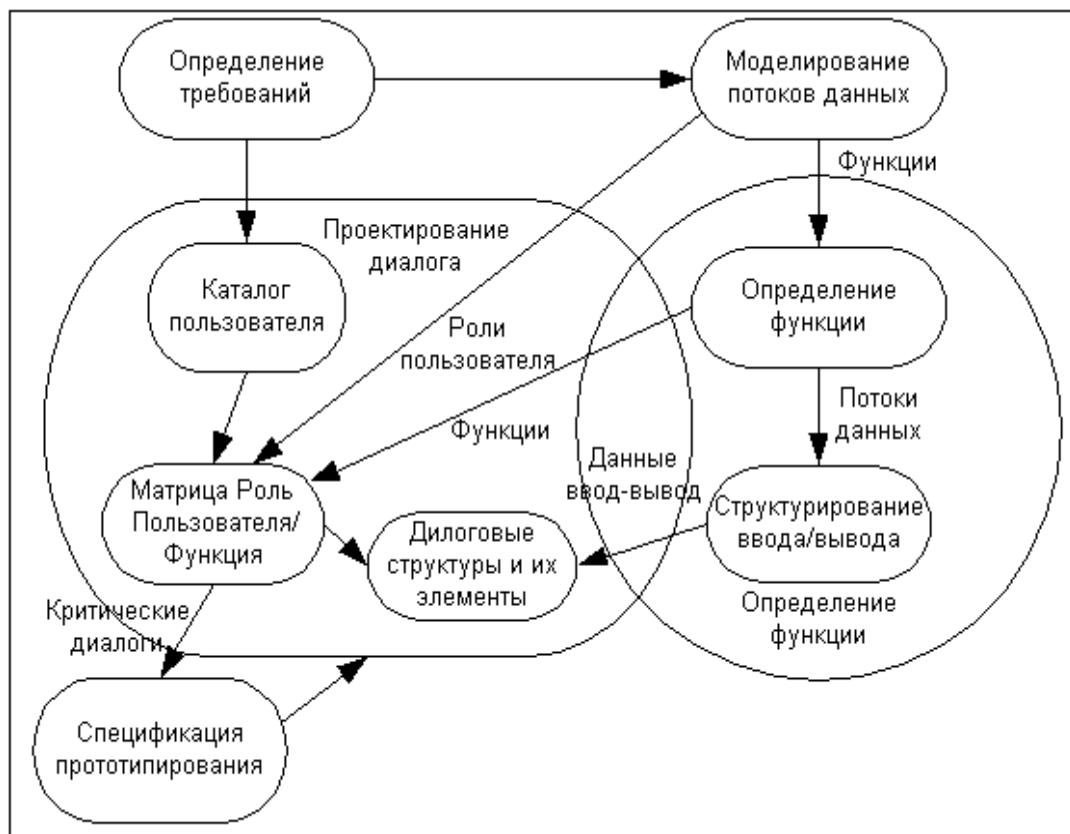 Определение
требований
Моделирование
потоков данных
Функции
Проектирование
диалога
Каталог
пользователя
Определение
функции
Роли
пользователя
Потоки
данных
Функции
Данные
ввод-вывод
Матрица Роль
Пользователя/
Функция
Дилоговые
структуры и их
элементы
Структурирование
ввода/вывода
Определение
функции
Критические
диалоги
Спецификация
прототипирования